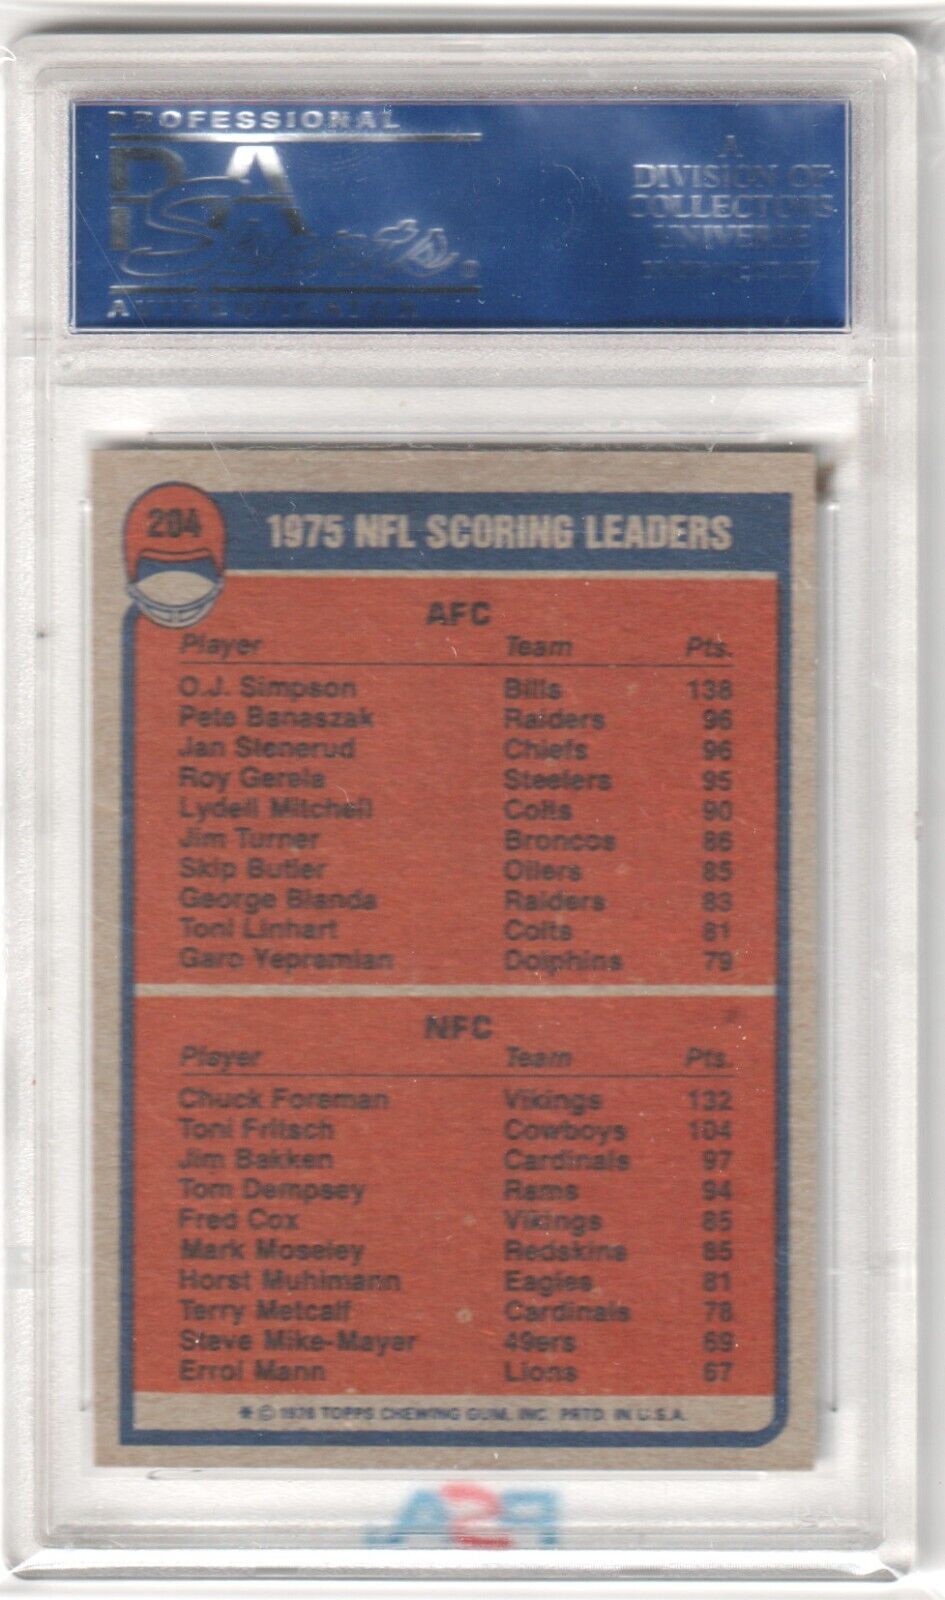 PROFESSIONAL
PSA
Sports
AUTHENTICATOR
A
DIVISION OF
COLLECTORS
UNIVERSE
204
1975 NFL SCORING LEADERS
AFC
Player Team Pts.
O.J. Simpson Bills 138
Pete Banaszak Raiders 96
Jan Stenerud Chiefs 96
Roy Gerela Steelers 95
Lydell Mitchell Colts 90
Jim Turner Broncos 86
Skip Butler Oilers 85
George Blanda Raiders 83
Toni Linhart Colts 81
Garo Yepremian Dolphins 79
NFC
Player Team Pts.
Chuck Foreman Vikings 132
Toni Fritsch Cowboys 104
Jim Bakken Cardinals 97
Tom Dempsey Rams 94
Fred Cox Vikings 85
Mark Moseley Redskins 85
Horst Muhlmann Eagles 81
Terry Metcalf Cardinals 78
Steve Mike-Mayer 49ers 69
Errol Mann Lions 67
* © 1976 TOPPS CHEWING GUM, INC. PRTD. IN U.S.A.